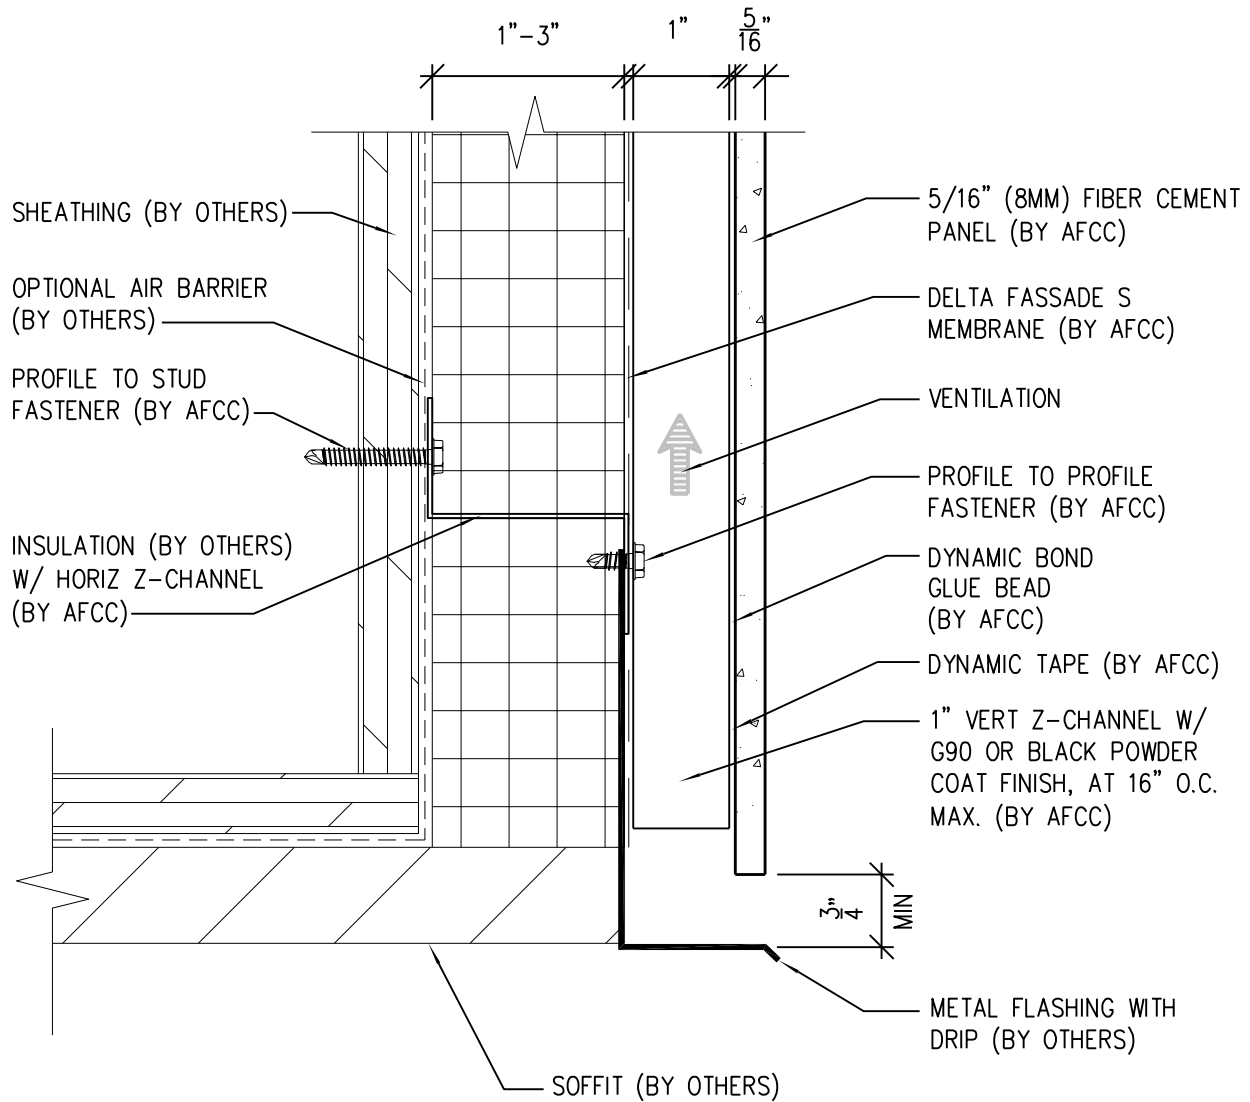 1”-3”
1”
5/16”
SHEATHING (BY OTHERS)
OPTIONAL AIR BARRIER
(BY OTHERS)
PROFILE TO STUD
FASTENER (BY AFCC)
INSULATION (BY OTHERS)
W/ HORIZ Z-CHANNEL
(BY AFCC)
5/16” (8MM) FIBER CEMENT
PANEL (BY AFCC)
DELTA FASSADE S
MEMBRANE (BY AFCC)
VENTILATION
PROFILE TO PROFILE
FASTENER (BY AFCC)
DYNAMIC BOND
GLUE BEAD
(BY AFCC)
DYNAMIC TAPE (BY AFCC)
1” VERT Z-CHANNEL W/
G90 OR BLACK POWDER
COAT FINISH, AT 16” O.C.
MAX. (BY AFCC)
3/4”
MIN
METAL FLASHING WITH
DRIP (BY OTHERS)
SOFFIT (BY OTHERS)